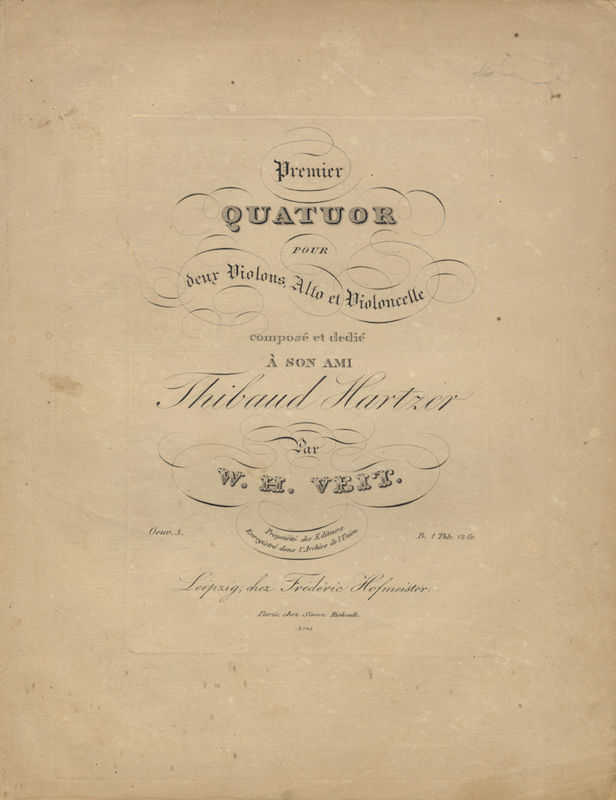 Premier
QUATUOR
POUR
deux Violons, Alto et Violoncelle
composé et dedié
À SON AMI
Thibaud Hartzer
Par
W. H. VEIT.
Oeuv. 3.
Propriété des Editeurs.
Enregistré dans l'Archive de l'Union.
Pr. 1 Thlr. 12 Gr.
Leipzig, chez Frédéric Hofmeister.
Paris, chez Simon Richault.